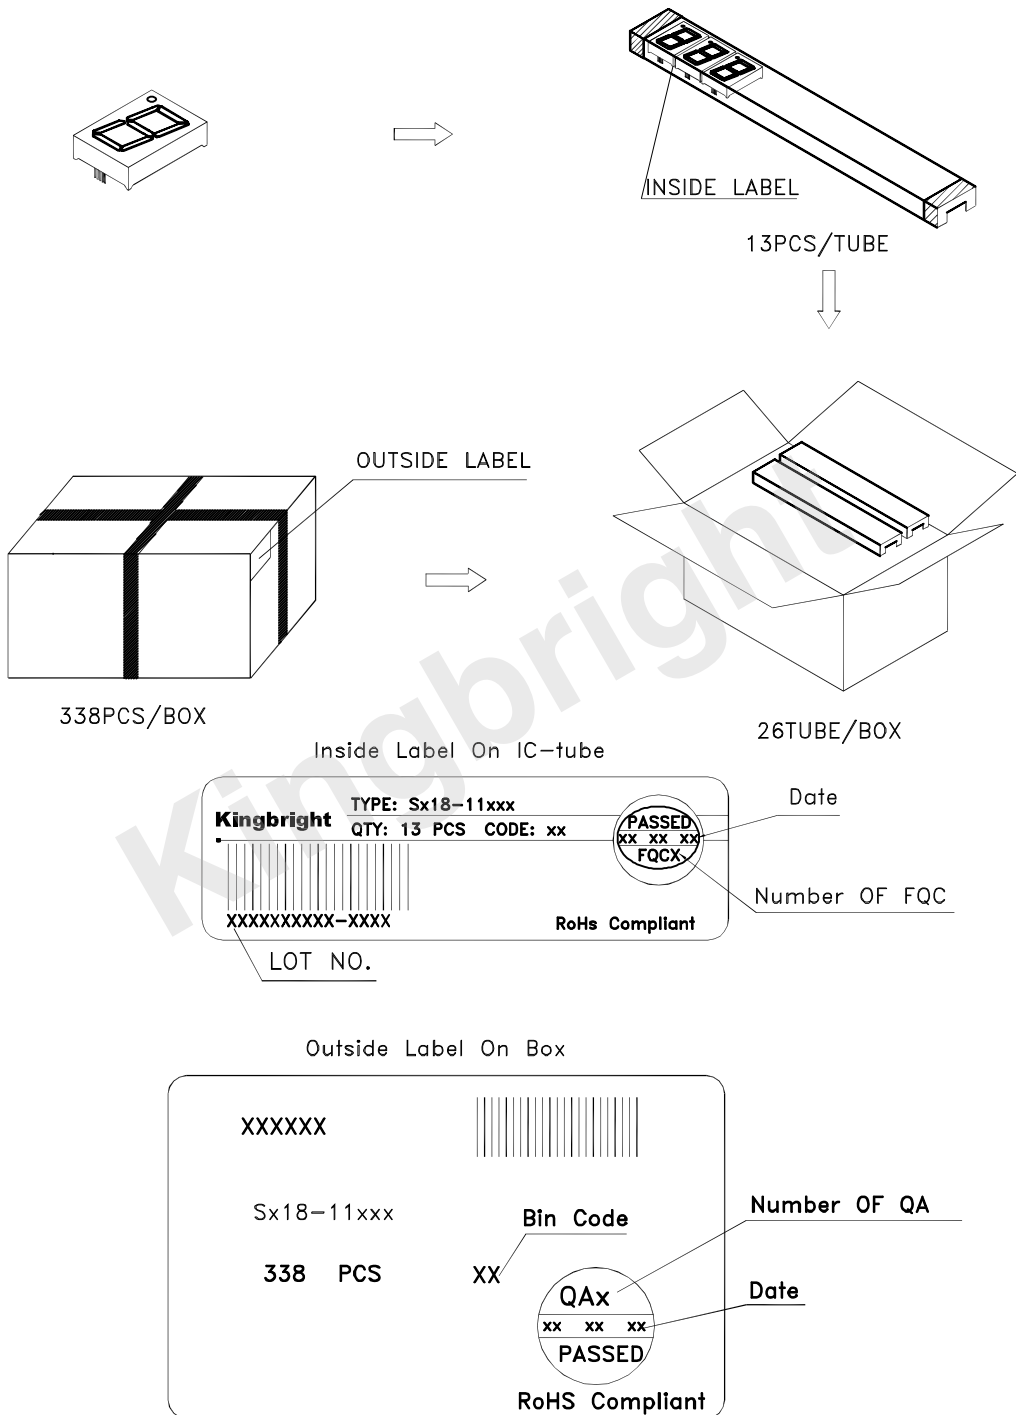 INSIDE LABEL
13PCS/TUBE
OUTSIDE LABEL
338PCS/BOX
26TUBE/BOX
Kingbright
Inside Label On IC-tube
Kingbright
TYPE: Sx18-11xxx
QTY: 13 PCS CODE: xx
PASSED
xx xx xx
FQCX
Date
Number OF FQC
XXXXXXXXXX-XXXX
RoHs Compliant
LOT NO.
Outside Label On Box
XXXXXX
Sx18-11xxx
Bin Code
Number OF QA
338 PCS
XX
QAx
xx xx xx
PASSED
Date
RoHS Compliant